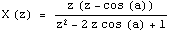 X (z) = z (z - cos (a)) / z² - 2 z cos (a) + 1